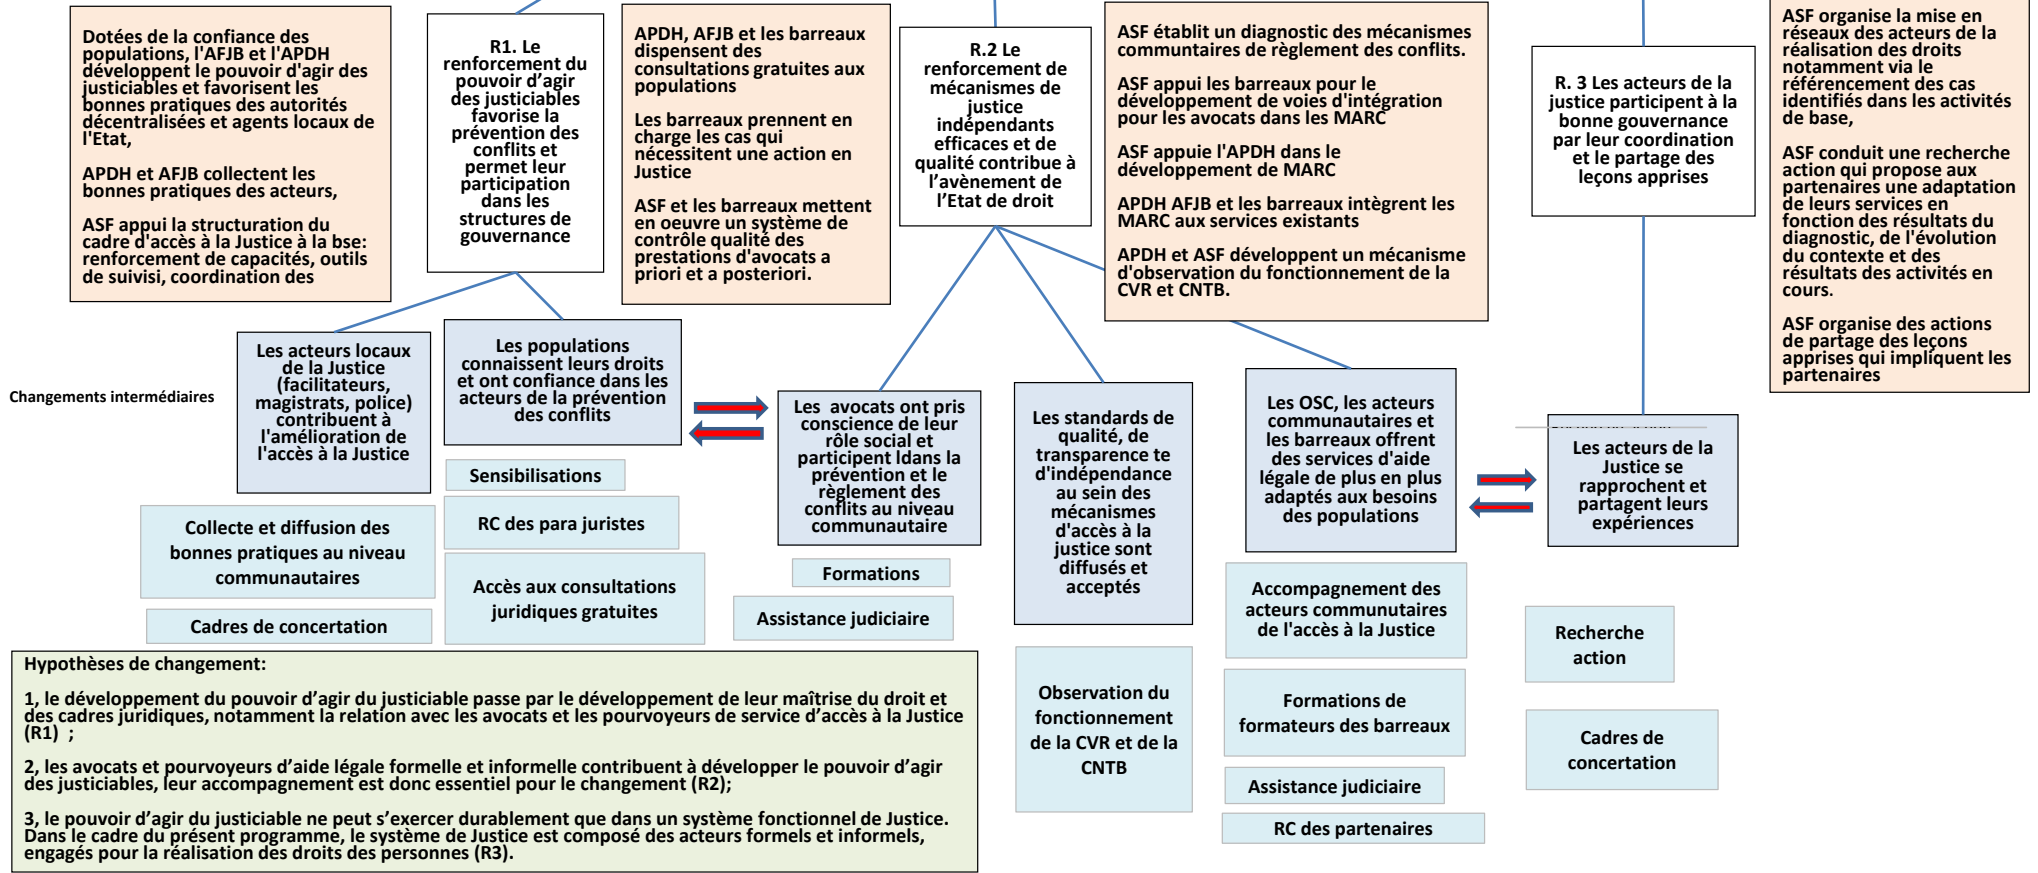 Dotées de la confiance des
populations, l'AFJB et l'APDH
développent le pouvoir d'agir des
justiciables et favorisent les
bonnes pratiques des autorités
décentralisées et agents locaux de
l'Etat,
APDH et AFJB collectent les
bonnes pratiques des acteurs,
ASF appui la structuration du
cadre d'accès à la Justice à la bse:
renforcement de capacités, outils
de suivisi, coordination des
R1. Le
renforcement du
pouvoir d’agir
des justiciables
favorise la
prévention des
conflits et
permet leur
participation
dans les
structures de
gouvernance
APDH, AFJB et les barreaux
dispensent des
consultations gratuites aux
populations
Les barreaux prennent en
charge les cas qui
nécessitent une action en
Justice
ASF et les barreaux mettent
en oeuvre un système de
contrôle qualité des
prestations d'avocats a
priori et a posteriori.
R.2 Le
renforcement de
mécanismes de
justice
indépendants
efficaces et de
qualité contribue à
l’avènement de
l’Etat de droit
ASF établit un diagnostic des mécanismes
communtaires de règlement des conflits.
ASF appui les barreaux pour le
développement de voies d'intégration
pour les avocats dans les MARC
ASF appuie l'APDH dans le
développement de MARC
APDH AFJB et les barreaux intègrent les
MARC aux services existants
APDH et ASF développent un mécanisme
d'observation du fonctionnement de la
CVR et CNTB.
R. 3 Les acteurs de la
justice participent à la
bonne gouvernance
par leur coordination
et le partage des
leçons apprises
ASF organise la mise en
réseaux des acteurs de la
réalisation des droits
notamment via le
référencement des cas
identifiés dans les activités
de base,
ASF conduit une recherche
action qui propose aux
partenaires une adaptation
de leurs services en
fonction des résultats du
diagnostic, de l'évolution
du contexte et des
résultats des activités en
cours.
ASF organise des actions
de partage des leçons
apprises qui impliquent les
partenaires
Changements intermédiaires
Les acteurs locaux
de la Justice
(facilitateurs,
magistrats, police)
contribuent à
l'amélioration de
l'accès à la Justice
Les populations
connaissent leurs droits
et ont confiance dans les
acteurs de la prévention
des conflits
Les avocats ont pris
conscience de leur
rôle social et
participent ldans la
prévention et le
règlement des
conflits au niveau
communautaire
Les standards de
qualité, de
transparence te
d'indépendance
au sein des
mécanismes
d'accès à la
justice sont
diffusés et
acceptés
Les OSC, les acteurs
communautaires et
les barreaux offrent
des services d'aide
légale de plus en plus
adaptés aux besoins
des populations
Les acteurs de la
Justice se
rapprochent et
partagent leurs
expériences
Collecte et diffusion des
bonnes pratiques au niveau
communautaires
Cadres de concertation
Sensibilisations
RC des para juristes
Accès aux consultations
juridiques gratuites
Formations
Assistance judiciaire
Observation du
fonctionnement
de la CVR et de la
CNTB
Accompagnement des
acteurs communutaires
de l'accès à la Justice
Formations de
formateurs des barreaux
Assistance judiciaire
RC des partenaires
Recherche
action
Cadres de
concertation
Hypothèses de changement:
1, le développement du pouvoir d’agir du justiciable passe par le développement de leur maîtrise du droit et
des cadres juridiques, notamment la relation avec les avocats et les pourvoyeurs de service d’accès à la Justice
(R1) ;
2, les avocats et pourvoyeurs d’aide légale formelle et informelle contribuent à développer le pouvoir d’agir
des justiciables, leur accompagnement est donc essentiel pour le changement (R2);
3, le pouvoir d’agir du justiciable ne peut s’exercer durablement que dans un système fonctionnel de Justice.
Dans le cadre du présent programme, le système de Justice est composé des acteurs formels et informels,
engagés pour la réalisation des droits des personnes (R3).